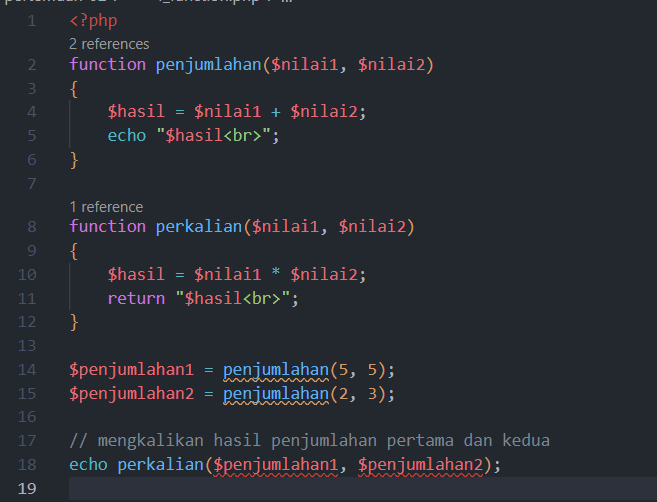 1 <?php
2 references
2 function penjumlahan($nilai1, $nilai2)
3 {
4     $hasil = $nilai1 + $nilai2;
5     echo "$hasil<br>";
6 }
7
1 reference
8 function perkalian($nilai1, $nilai2)
9 {
10     $hasil = $nilai1 * $nilai2;
11     return "$hasil<br>";
12 }
13
14 $penjumlahan1 = penjumlahan(5, 5);
15 $penjumlahan2 = penjumlahan(2, 3);
16
17 // mengkalikan hasil penjumlahan pertama dan kedua
18 echo perkalian($penjumlahan1, $penjumlahan2);
19